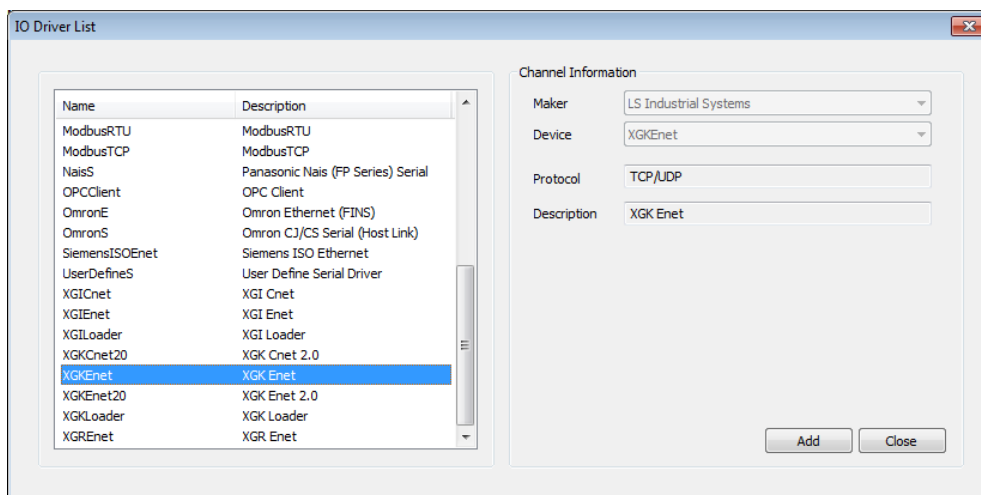 IO Driver List
Name Description
ModbusRTU ModbusRTU
ModbusTCP ModbusTCP
NaisS Panasonic Nais (FP Series) Serial
OPCClient OPC Client
OmronE Omron Ethernet (FINS)
OmronS Omron CJ/CS Serial (Host Link)
SiemensISOEnet Siemens ISO Ethernet
UserDefineS User Define Serial Driver
XGICnet XGI Cnet
XGIEnet XGI Enet
XGILoader XGI Loader
XGKCnet20 XGK Cnet 2.0
XGKEnet XGK Enet
XGKEnet20 XGK Enet 2.0
XGKLoader XGK Loader
XGREnet XGR Enet
Channel Information
Maker LS Industrial Systems
Device XGKEnet
Protocol TCP/UDP
Description XGK Enet
Add Close